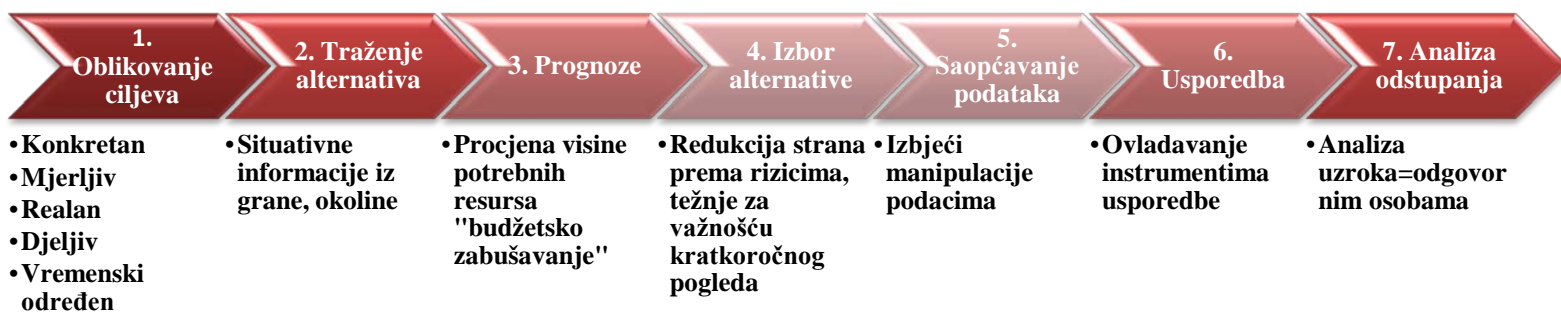 1.
Oblikovanje
ciljeva
2. Traženje
alternativa
3. Prognoze
4. Izbor
alternative
5.
Saopćavanje
podataka
6.
Usporedba
7. Analiza
odstupanja
•Konkretan
•Mjerljiv
•Realan
•Djeljiv
•Vremenski
određen
•Situativne
informacije iz
grane, okoline
•Procjena visine
potrebnih
resursa
"budžetsko
zabušavanje"
•Redukcija strana
prema rizicima,
težnje za
važnošću
kratkoročnog
pogleda
•Izbjeći
manipulacije
podacima
•Ovladavanje
instrumentima
usporedbe
•Analiza
uzroka=odgovor
nim osobama